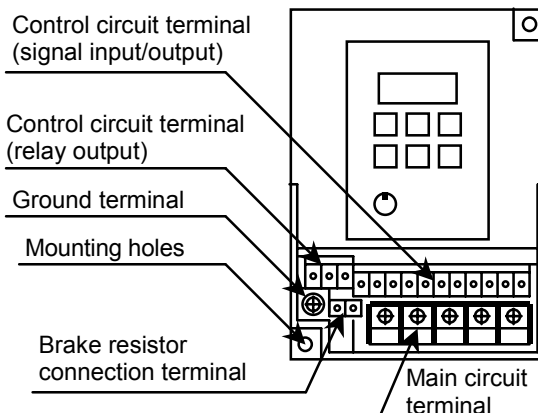 Control circuit terminal
(signal input/output)
Control circuit terminal
(relay output)
Ground terminal
Mounting holes
Brake resistor
connection terminal
Main circuit
terminal